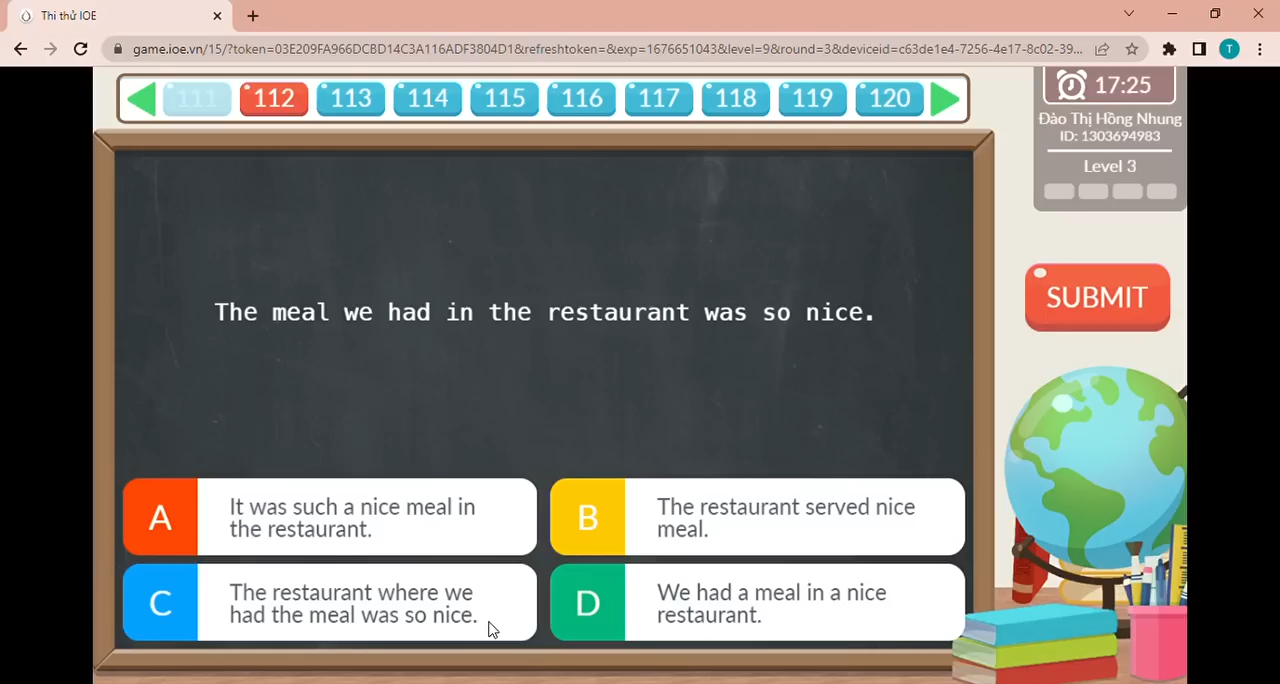 Thi thử IOE
game.ioe.vn/15/?token=03E209FA966DCBD14C3A116ADF3804D1&refreshtoken=&exp=1676651043&level=9&round=3&deviceid=c63de1e4-7256-4e17-8c02-39...
T
111 112 113 114 115 116 117 118 119 120
17:25
Đào Thị Hồng Nhung
ID: 1303694983
Level 3
SUBMIT
The meal we had in the restaurant was so nice.
A
It was such a nice meal in
the restaurant.
B
The restaurant served nice
meal.
C
The restaurant where we
had the meal was so nice.
D
We had a meal in a nice
restaurant.